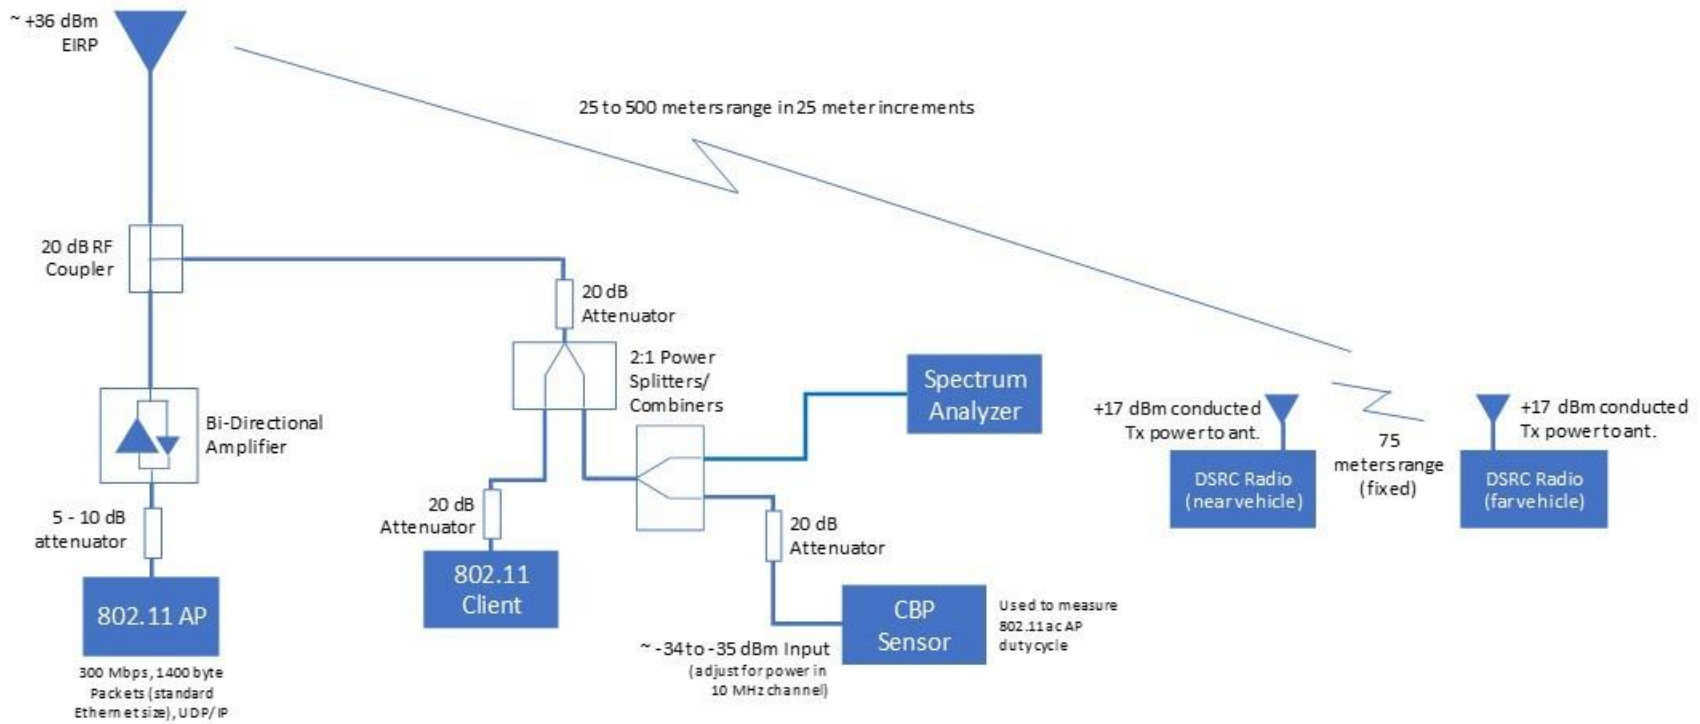 ~ +36 dBm
EIRP
25 to 500 meters range in 25 meter increments
20 dB RF
Coupler
20 dB
Attenuator
2:1 Power
Splitters/
Combiners
Spectrum
Analyzer
+17 dBm conducted
Tx power to ant.
75
meters range
(fixed)
+17 dBm conducted
Tx power to ant.
DSRC Radio
(near vehicle)
DSRC Radio
(far vehicle)
Bi-Directional
Amplifier
5 - 10 dB
attenuator
20 dB
Attenuator
20 dB
Attenuator
802.11 AP
802.11
Client
CBP
Sensor
Used to measure
802.11ac AP
duty cycle
~ -34 to -35 dBm Input
(adjust for power in
10 MHz channel)
300 Mbps, 1400 byte
Packets (standard
Ethernet size), UDP/IP